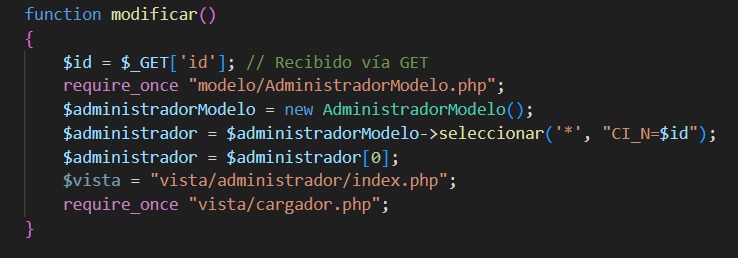 function modificar()
{
$id = $_GET['id']; // Recibido vía GET
require_once "modelo/AdministradorModelo.php";
$administradorModelo = new AdministradorModelo();
$administrador = $administradorModelo->seleccionar('*', "CI_N=$id");
$administrador = $administrador[0];
$vista = "vista/administrador/index.php";
require_once "vista/cargador.php";
}